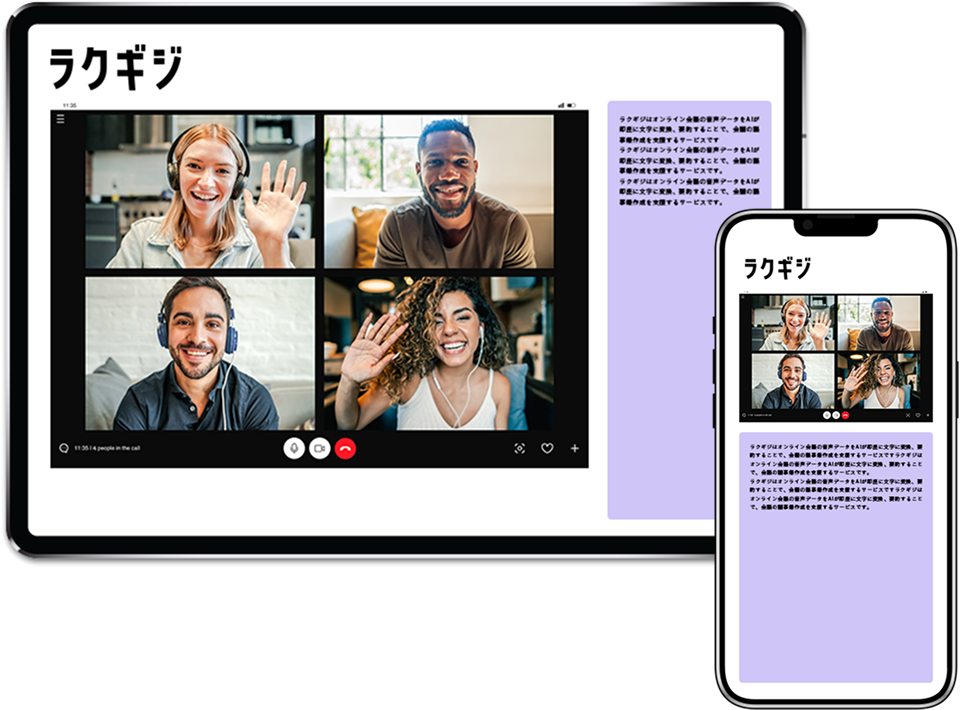 ラクギジ
11:35
ラクギジはオンライン会議の音声データをAIが
即座に文字に変換、要約することで、会議の議
事録作成を支援するサービスです
ラクギジはオンライン会議の音声データをAIが
即座に文字に変換、要約することで、会議の議
事録作成を支援するサービスです。
ラクギジはオンライン会議の音声データをAIが
即座に文字に変換、要約することで、会議の議
事録作成を支援するサービスです。
11:35 | 4 people in the call
ラクギジ
ラクギジはオンライン会議の音声データをAIが即座に文字に変換、要
約することで、会議の議事録作成を支援するサービスですラクギジは
オンライン会議の音声データをAIが即座に文字に変換、要約すること
で、会議の議事録作成を支援するサービスです。
ラクギジはオンライン会議の音声データをAIが即座に文字に変換、要
約することで、会議の議事録作成を支援するサービスですラクギジは
オンライン会議の音声データをAIが即座に文字に変換、要約すること
で、会議の議事録作成を支援するサービスです。